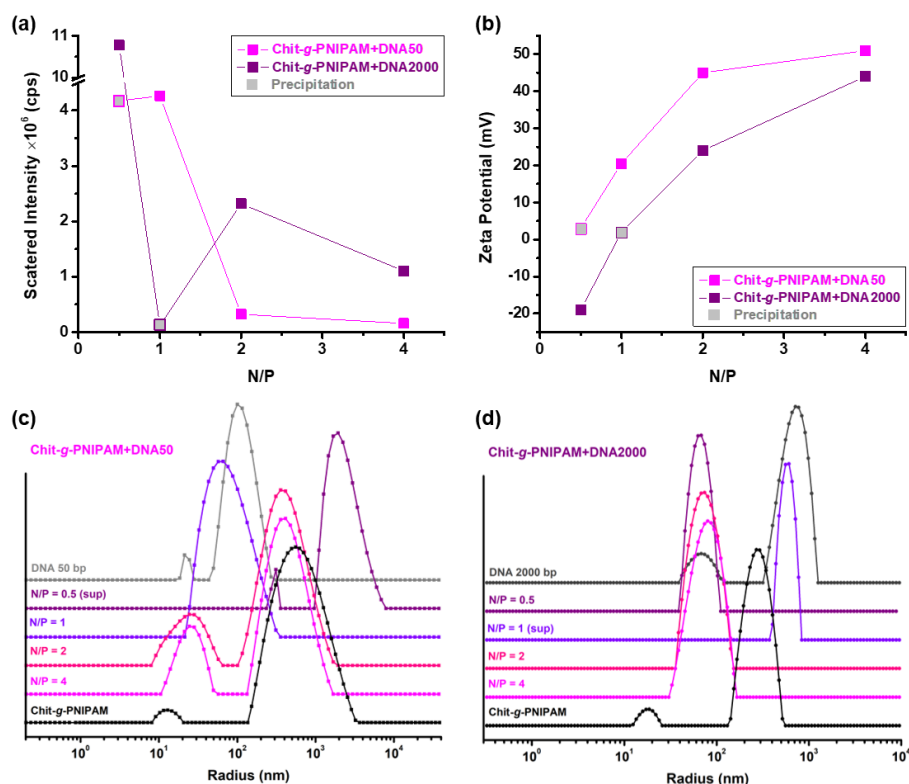 (a)
11
10
4
3
2
1
0
Scatered Intensity ×10⁶ (cps)
Chit-g-PNIPAM+DNA50
Chit-g-PNIPAM+DNA2000
Precipitation
0 1 2 3 4
N/P
(b)
50
40
30
20
10
0
-10
-20
Zeta Potential (mV)
Chit-g-PNIPAM+DNA50
Chit-g-PNIPAM+DNA2000
Precipitation
0 1 2 3 4
N/P
(c)
Chit-g-PNIPAM+DNA50
DNA 50 bp
N/P = 0.5 (sup)
N/P = 1
N/P = 2
N/P = 4
Chit-g-PNIPAM
10⁰ 10¹ 10² 10³ 10⁴
Radius (nm)
(d)
Chit-g-PNIPAM+DNA2000
DNA 2000 bp
N/P = 0.5
N/P = 1 (sup)
N/P = 2
N/P = 4
Chit-g-PNIPAM
10⁰ 10¹ 10² 10³ 10⁴
Radius (nm)